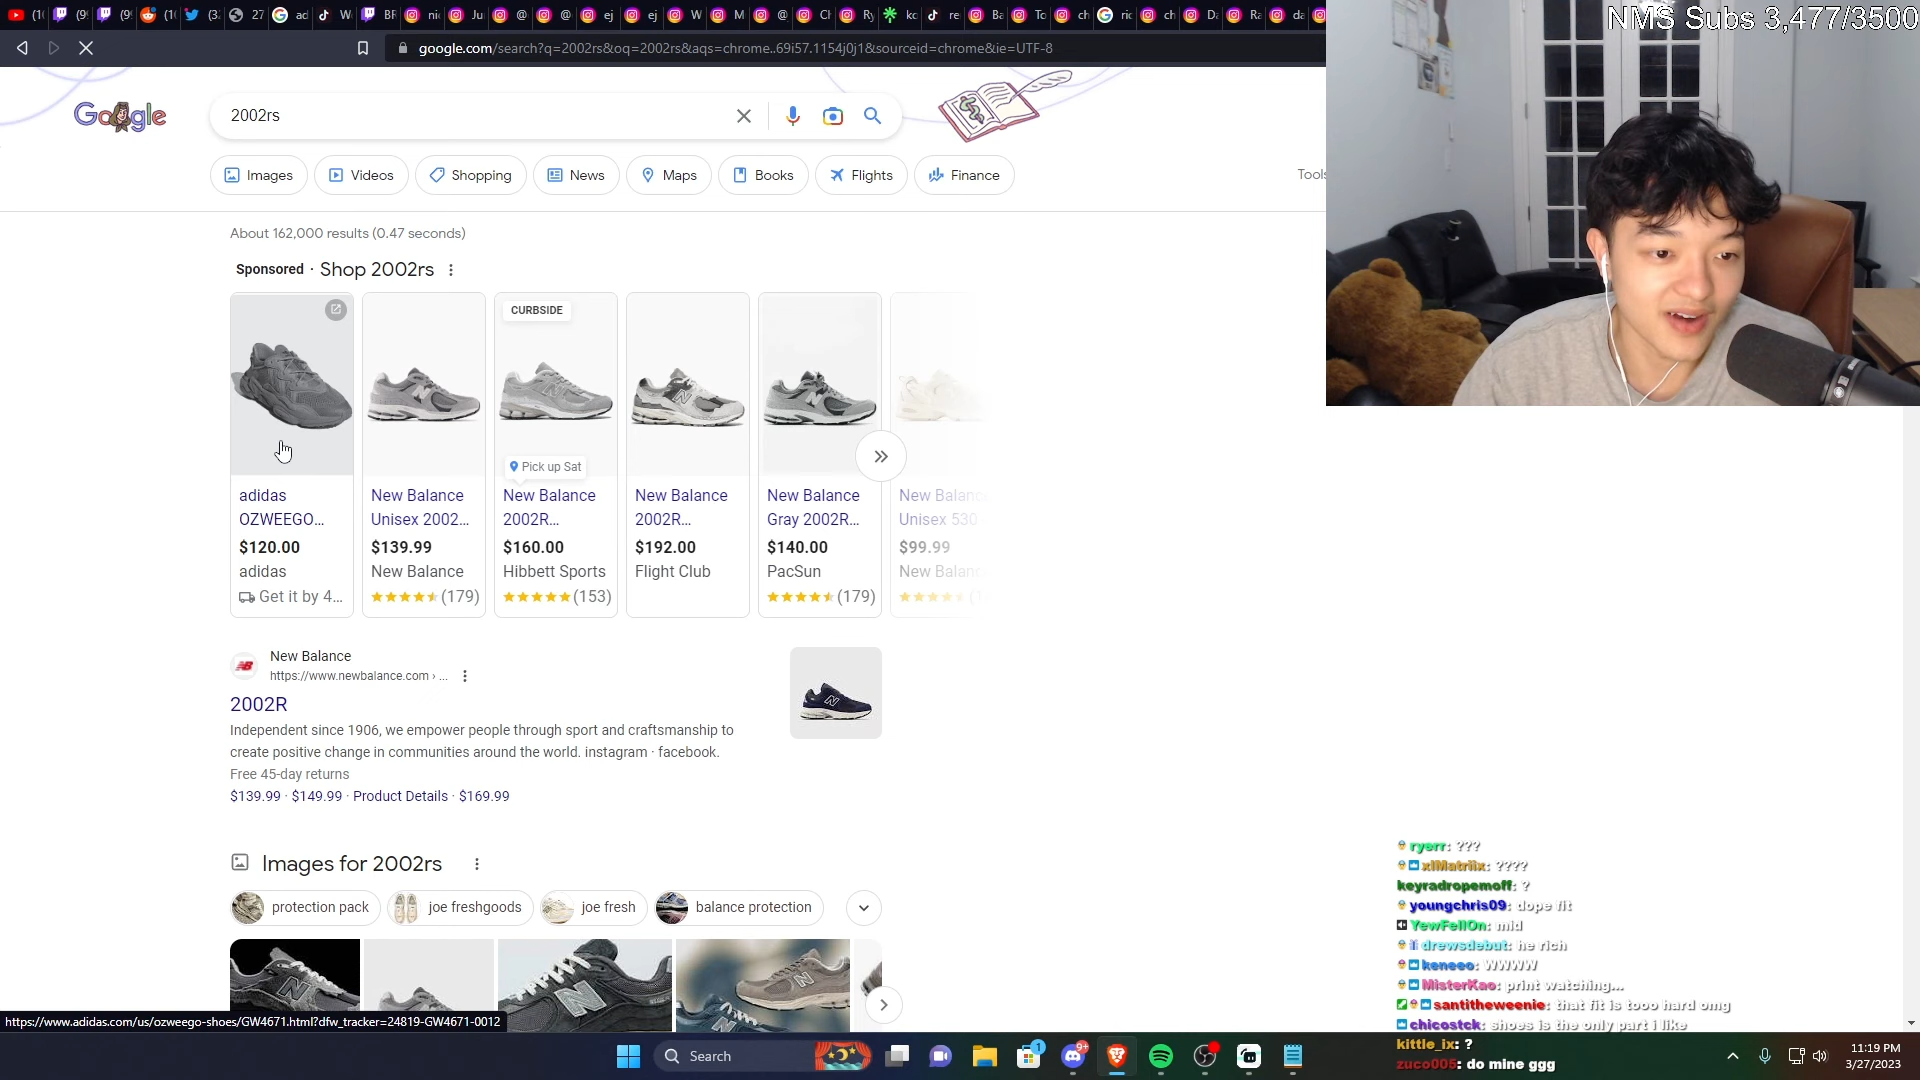 NMS Subs 3,477/3500
google.com/search?q=2002rs&oq=2002rs&aqs=chrome..69i57.1154j0j1&sourceid=chrome&ie=UTF-8
Google
2002rs
Images
Videos
Shopping
News
Maps
Books
Flights
Finance
Tools
About 162,000 results (0.47 seconds)
Sponsored · Shop 2002rs
CURBSIDE
Pick up Sat
adidas OZWEEGO...
$120.00
adidas
Get it by 4...
New Balance Unisex 2002...
$139.99
New Balance
(179)
New Balance 2002R...
$160.00
Hibbett Sports
(153)
New Balance 2002R...
$192.00
Flight Club
New Balance Gray 2002R...
$140.00
PacSun
(179)
New Balance Unisex 530
$99.99
New Balance
New Balance
https://www.newbalance.com › ...
2002R
Independent since 1906, we empower people through sport and craftsmanship to
create positive change in communities around the world. instagram · facebook.
Free 45-day returns
$139.99 · $149.99 · Product Details · $169.99
Images for 2002rs
protection pack
joe freshgoods
joe fresh
balance protection
https://www.adidas.com/us/ozweego-shoes/GW4671.html?dfw_tracker=24819-GW4671-0012
ryerr: ???
xlMatriix: ????
keyradropemoff: ?
youngchris09: dope fit
YewFellOn: mid
drewsdebut: he rich
keneeo: WWWW
MisterKao: print watching...
santitheweenie: that fit is tooo hard omg
chicostck: shoes is the only part i like
kittle_ix: ?
zuco005: do mine ggg
Search
11:19 PM
3/27/2023